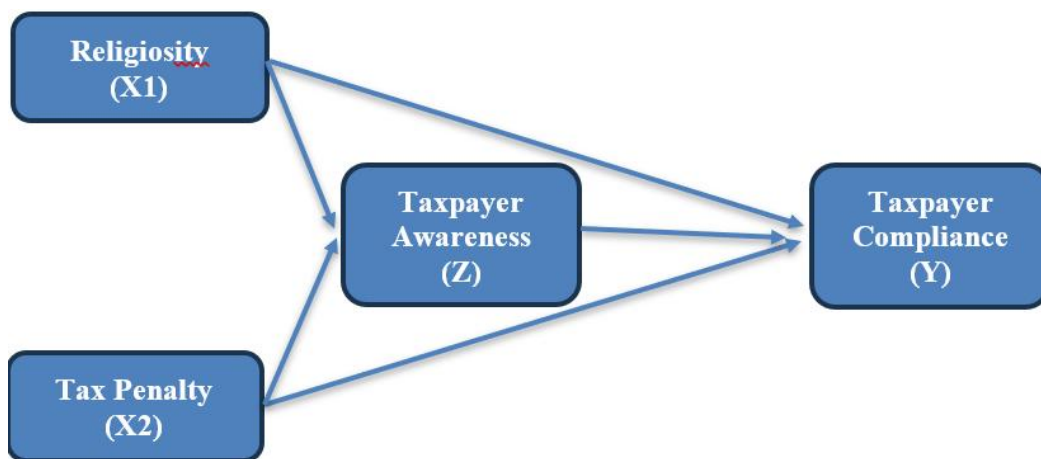 Religiosity
(X1)
Taxpayer
Awareness
(Z)
Taxpayer
Compliance
(Y)
Tax Penalty
(X2)